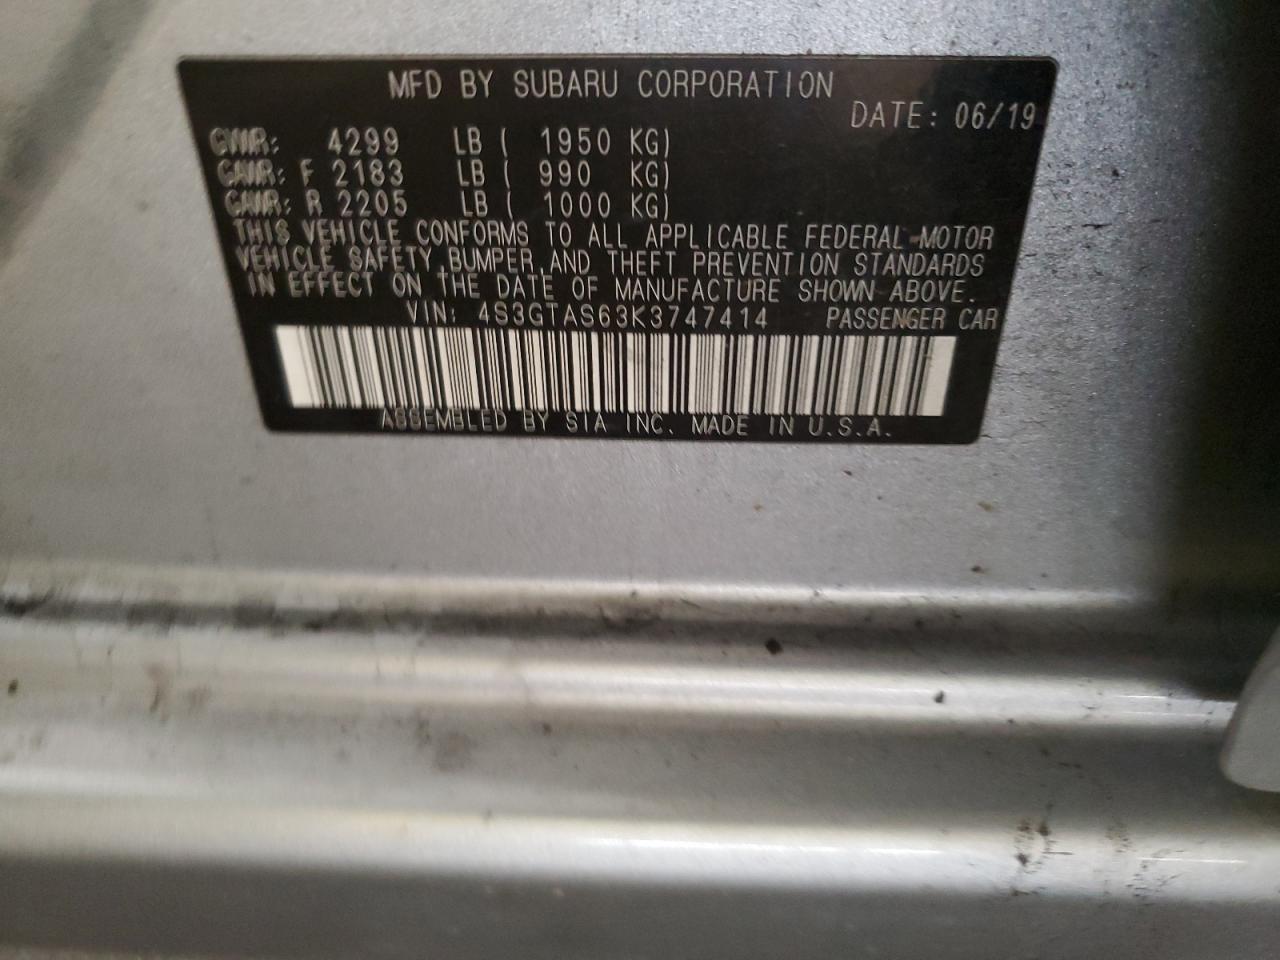 MFD BY SUBARU CORPORATION
DATE: 06/19
GVWR: 4299 LB ( 1950 KG)
GAWR: F 2183 LB ( 990 KG)
GAWR: R 2205 LB ( 1000 KG)
THIS VEHICLE CONFORMS TO ALL APPLICABLE FEDERAL MOTOR
VEHICLE SAFETY, BUMPER, AND THEFT PREVENTION STANDARDS
IN EFFECT ON THE DATE OF MANUFACTURE SHOWN ABOVE.
VIN: 4S3GTAS63K3747414 PASSENGER CAR
ASSEMBLED BY SIA INC. MADE IN U.S.A.